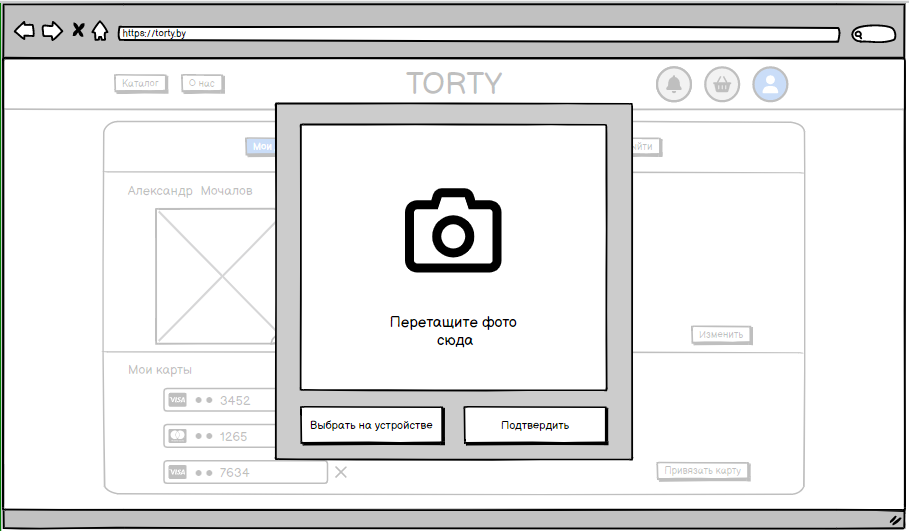 https://torty.by
Каталог
О нас
TORTY
Мои
йти
Александр Мочалов
Перетащите фото
сюда
Изменить
Мои карты
VISA 3452
1265
VISA 7634
Выбрать на устройстве
Подтвердить
Привязать карту